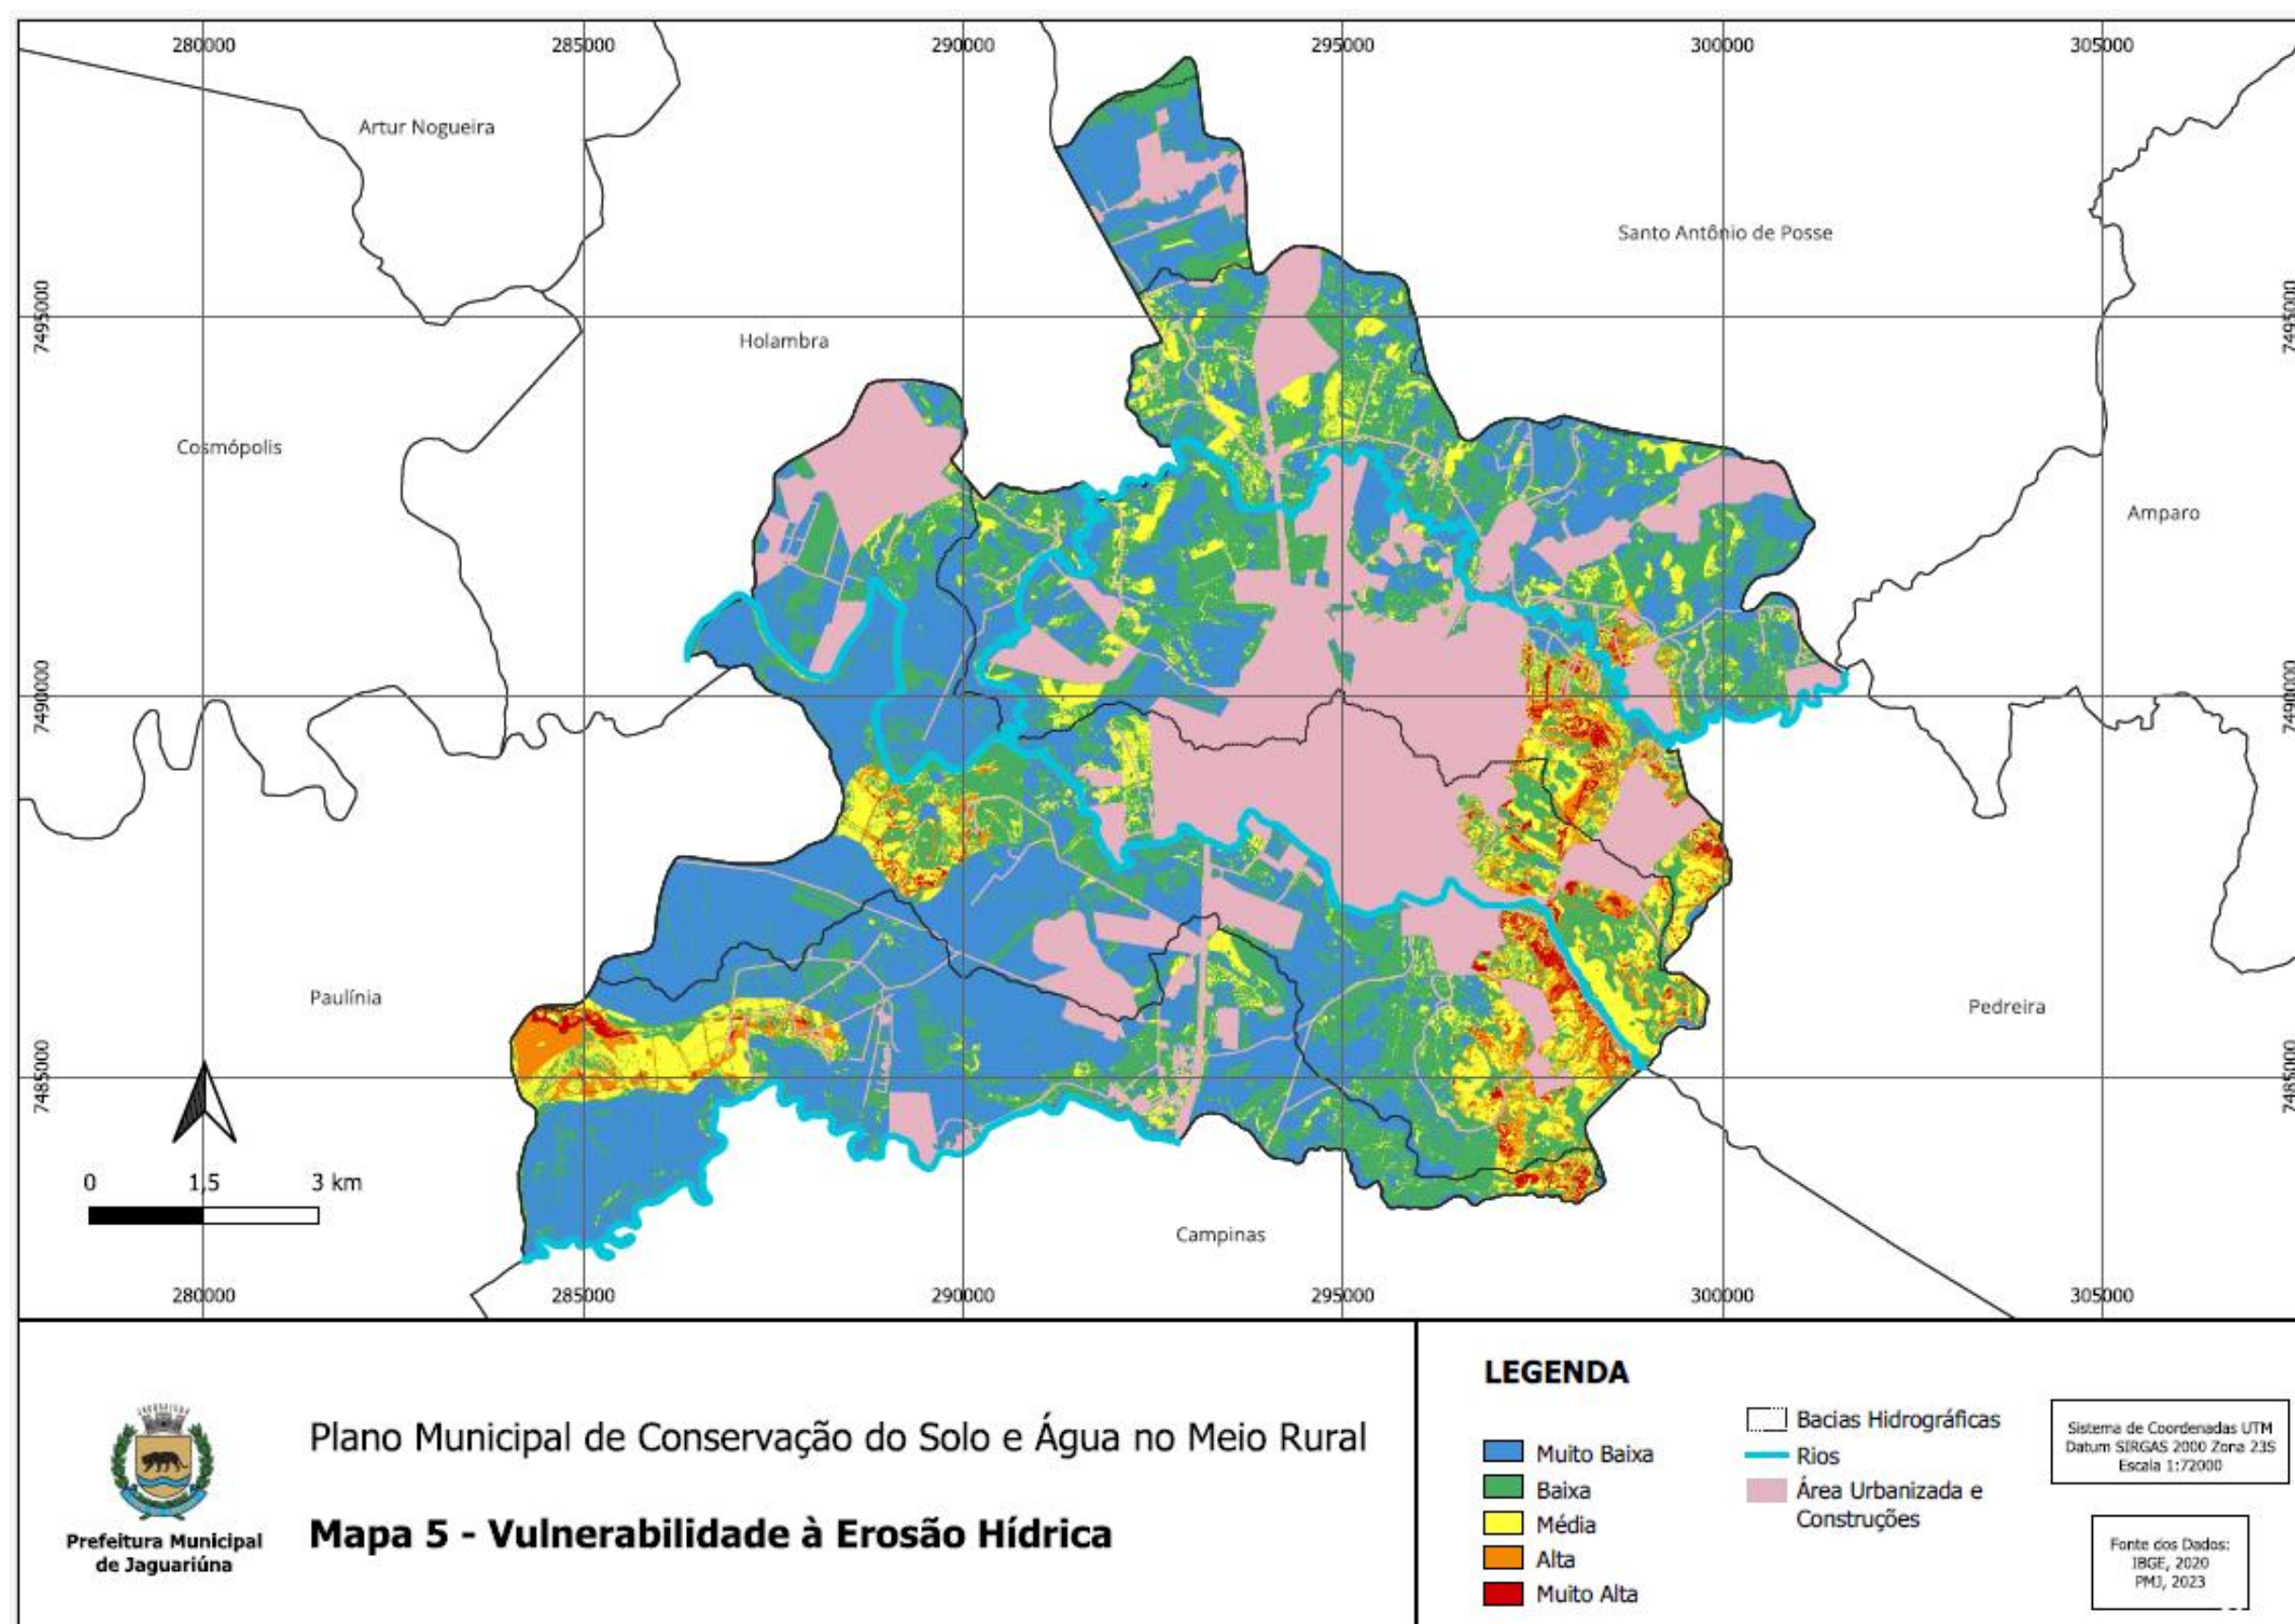 280000 285000 290000 295000 300000 305000
Artur Nogueira
Santo Antônio de Posse
7495000 7495000
Holambra
Cosmópolis
Amparo
7490000 7490000
Paulínia
Pedreira
7485000 7485000
0 1,5 3 km
Campinas
280000 285000 290000 295000 300000 305000
JAGUARIUNA
Prefeitura Municipal
de Jaguariúna
Plano Municipal de Conservação do Solo e Água no Meio Rural
Mapa 5 - Vulnerabilidade à Erosão Hídrica
LEGENDA
Muito Baixa
Baixa
Média
Alta
Muito Alta
Bacias Hidrográficas
Rios
Área Urbanizada e
Construções
Sistema de Coordenadas UTM
Datum SIRGAS 2000 Zona 23S
Escala 1:72000
Fonte dos Dados:
IBGE, 2020
PMJ, 2023